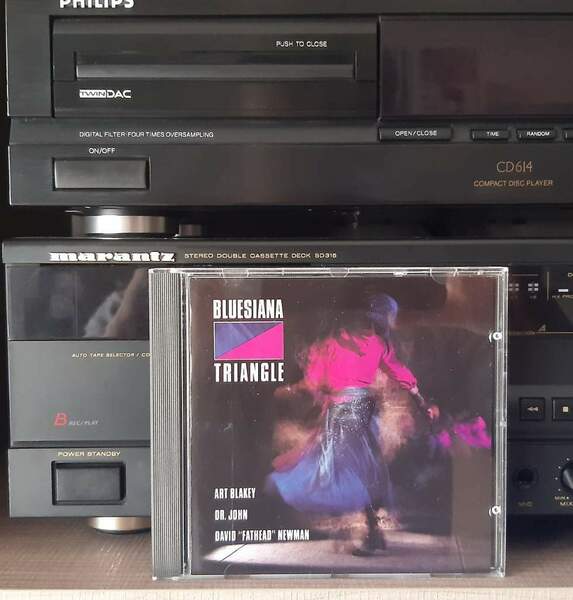 PHILIPS
PUSH TO CLOSE
TWIN DAC
DIGITAL FILTER·FOUR TIMES OVERSAMPLING
OPEN/CLOSE
TIME
RANDOM
ON/OFF
CD614
COMPACT DISC PLAYER
marantz
STEREO DOUBLE CASSETTE DECK SD315
AUTO TAPE SELECTOR / CD
B REC/PLAY
POWER STANDBY
BLUESIANA
TRIANGLE
ART BLAKEY
DR. JOHN
DAVID "FATHEAD" NEWMAN